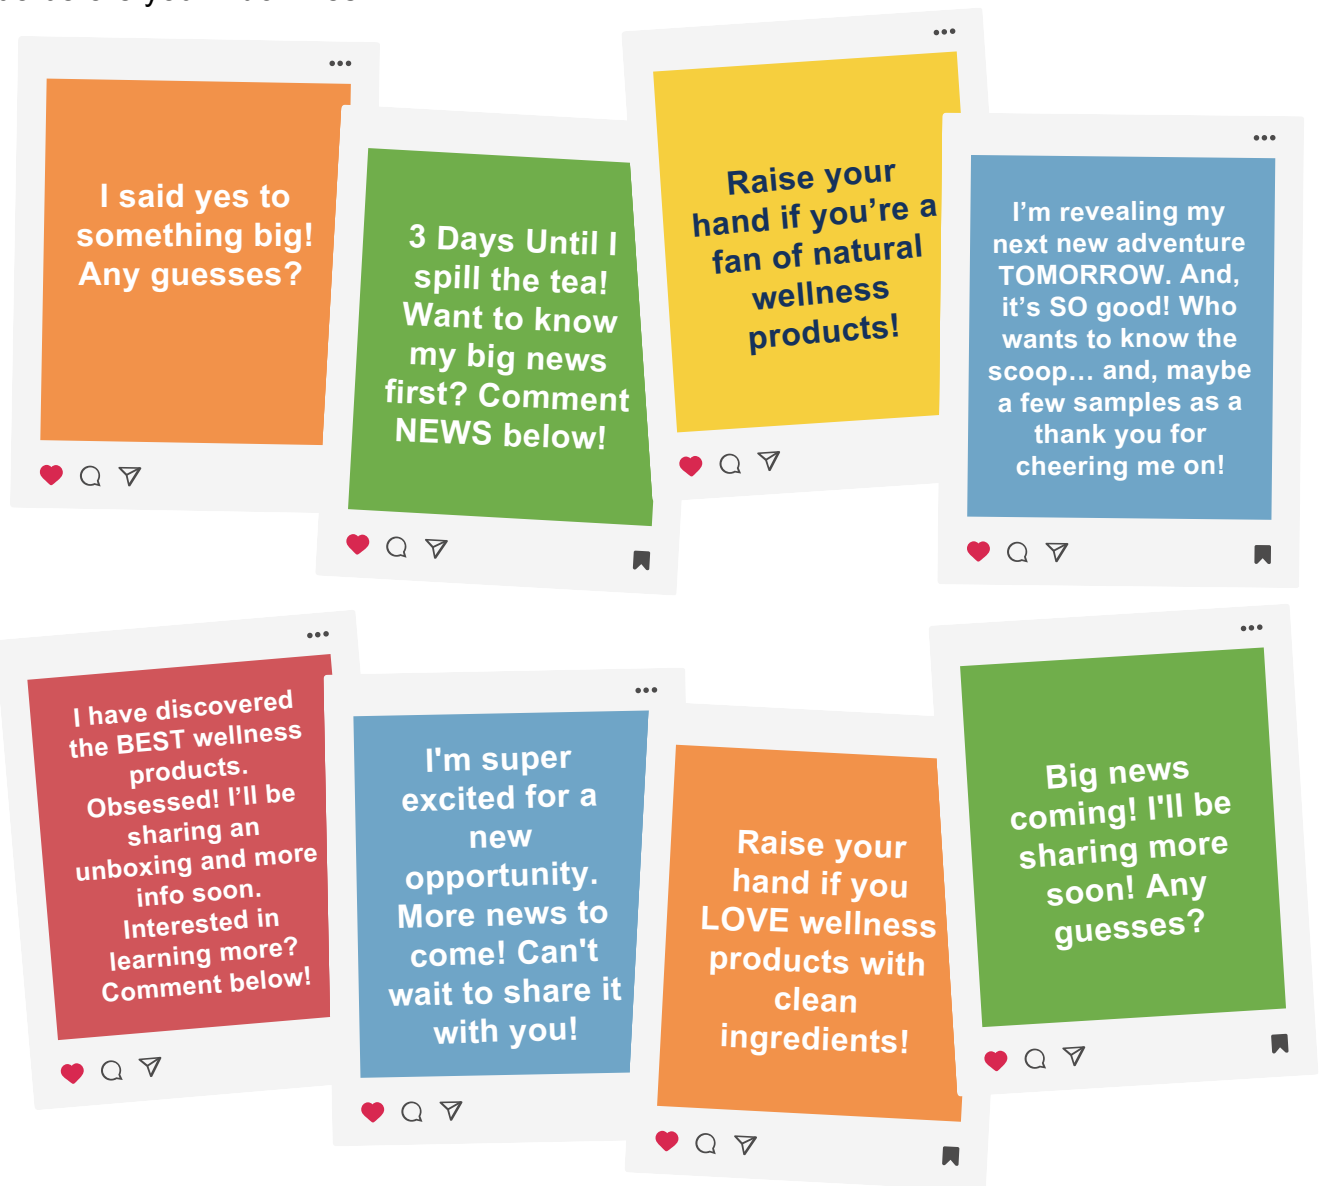 I said yes to
something big!
Any guesses?
3 Days Until I
spill the tea!
Want to know
my big news
first? Comment
NEWS below!
Raise your
hand if you’re a
fan of natural
wellness
products!
I’m revealing my
next new adventure
TOMORROW. And,
it’s SO good! Who
wants to know the
scoop… and, maybe
a few samples as a
thank you for
cheering me on!
I have discovered
the BEST wellness
products.
Obsessed! I’ll be
sharing an
unboxing and more
info soon.
Interested in
learning more?
Comment below!
I'm super
excited for a
new
opportunity.
More news to
come! Can't
wait to share it
with you!
Raise your
hand if you
LOVE wellness
products with
clean
ingredients!
Big news
coming! I'll be
sharing more
soon! Any
guesses?